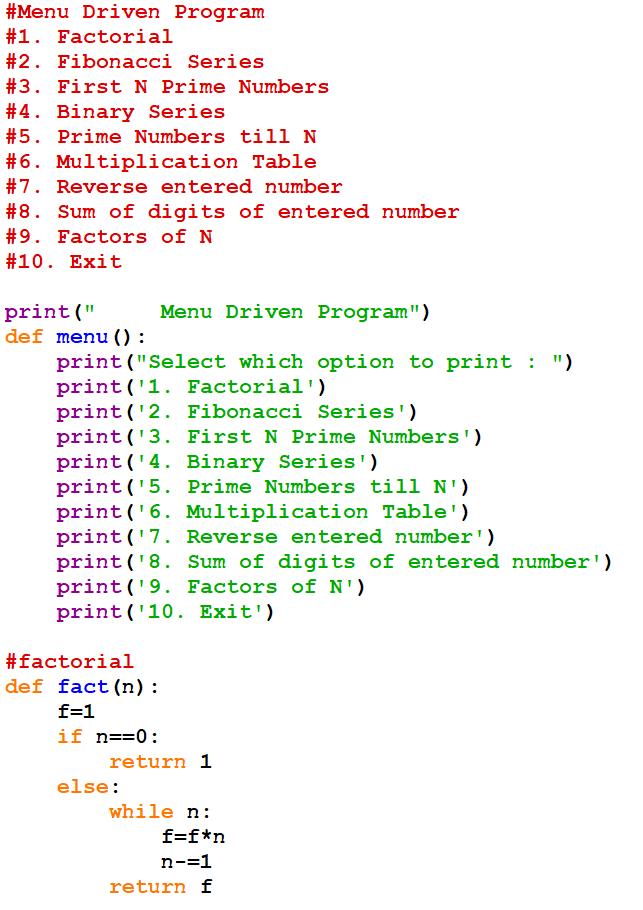 #Menu Driven Program
#1. Factorial
#2. Fibonacci Series
#3. First N Prime Numbers
#4. Binary Series
#5. Prime Numbers till N
#6. Multiplication Table
#7. Reverse entered number
#8. Sum of digits of entered number
#9. Factors of N
#10. Exit

print("     Menu Driven Program")
def menu():
    print("Select which option to print : ")
    print('1. Factorial')
    print('2. Fibonacci Series')
    print('3. First N Prime Numbers')
    print('4. Binary Series')
    print('5. Prime Numbers till N')
    print('6. Multiplication Table')
    print('7. Reverse entered number')
    print('8. Sum of digits of entered number')
    print('9. Factors of N')
    print('10. Exit')

#factorial
def fact(n):
    f=1
    if n==0:
        return 1
    else:
        while n:
            f=f*n
            n-=1
        return f